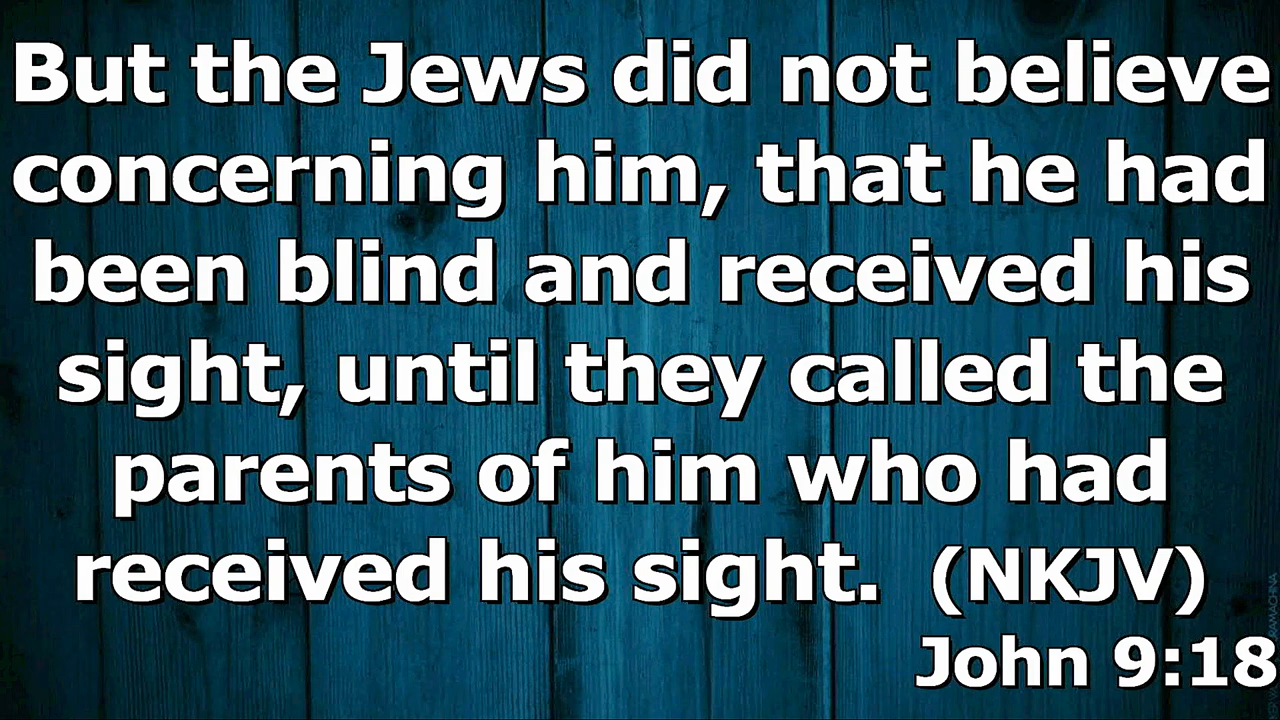 But the Jews did not believe
concerning him, that he had
been blind and received his
sight, until they called the
parents of him who had
received his sight.  (NKJV)
John 9:18